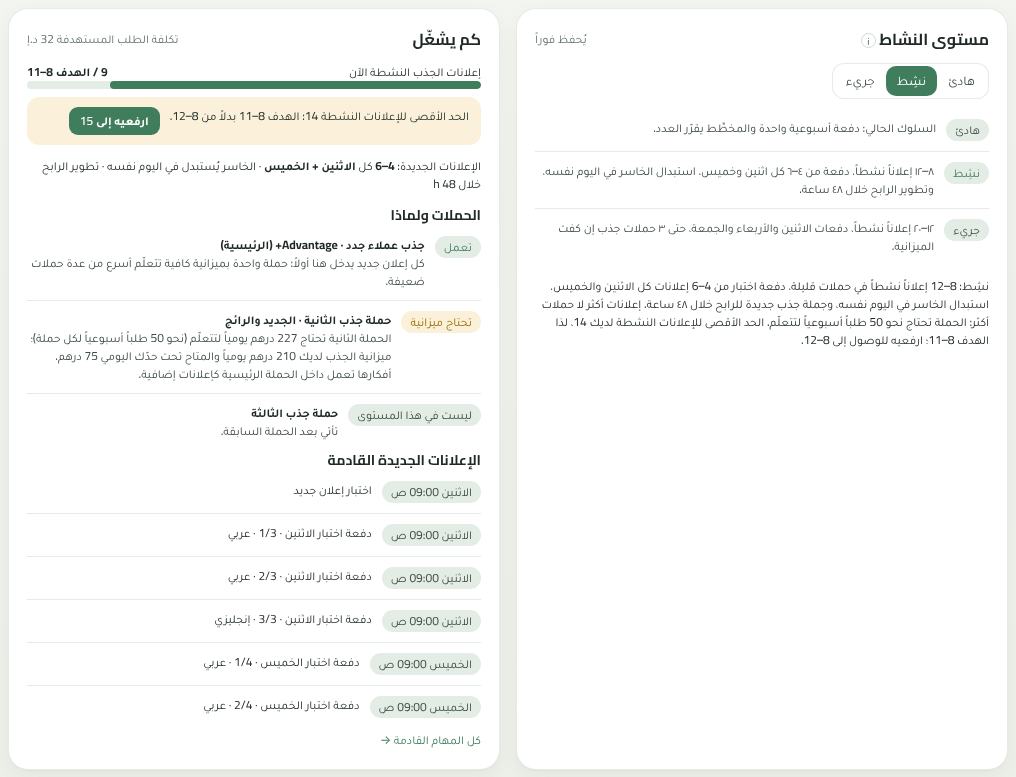 مستوى النشاط i
يُحفظ فوراً
هادئ
نشِط
جريء
هادئ
السلوك الحالي: دفعة أسبوعية واحدة والمخطِّط يقرّر العدد.
نشِط
٨–١٢ إعلاناً نشطاً. دفعة من ٤–٦ كل اثنين وخميس. استبدال الخاسر في اليوم نفسه.
وتطوير الرابح خلال ٤٨ ساعة.
جريء
١٢–٢٠ إعلاناً نشطاً. دفعات الاثنين والأربعاء والجمعة. حتى ٣ حملات جذب إن كفت
الميزانية.
نشِط: 8–12 إعلاناً نشطاً في حملات قليلة. دفعة اختبار من 4–6 إعلانات كل الاثنين والخميس.
استبدال الخاسر في اليوم نفسه. وجملة جذب جديدة للرابح خلال ٤٨ ساعة. إعلانات أكثر لا حملات
أكثر: الحملة تحتاج نحو 50 طلباً أسبوعياً لتتعلّم. الحد الأقصى للإعلانات النشطة لديك 14. لذا
الهدف 8–11؛ ارفعيه للوصول إلى 8–12.
كم يشغّل
تكلفة الطلب المستهدفة 32 د.إ
إعلانات الجذب النشطة الآن
9 / الهدف 8–11
الحد الأقصى للإعلانات النشطة 14: الهدف 8–11 بدلاً من 8–12.
ارفعيه إلى 15
الإعلانات الجديدة: 4–6 كل الاثنين + الخميس · الخاسر يُستبدل في اليوم نفسه · تطوير الرابح
خلال 48 h
الحملات ولماذا
تعمل
جذب عملاء جدد · Advantage+ (الرئيسية)
كل إعلان جديد يدخل هنا أولاً: حملة واحدة بميزانية كافية تتعلّم أسرع من عدة حملات
ضعيفة.
تحتاج ميزانية
حملة جذب الثانية · الجديد والرائج
الحملة الثانية تحتاج 227 درهم يومياً لتتعلّم (نحو 50 طلباً أسبوعياً لكل حملة)؛
ميزانية الجذب لديك 210 درهم يومياً والمتاح تحت حدّك اليومي 75 درهم.
أفكارها تعمل داخل الحملة الرئيسية كإعلانات إضافية.
ليست في هذا المستوى
حملة جذب الثالثة
تأتي بعد الحملة السابقة.
الإعلانات الجديدة القادمة
الاثنين 09:00 ص
اختبار إعلان جديد
الاثنين 09:00 ص
دفعة اختبار الاثنين · 1/3 · عربي
الاثنين 09:00 ص
دفعة اختبار الاثنين · 2/3 · عربي
الاثنين 09:00 ص
دفعة اختبار الاثنين · 3/3 · إنجليزي
الخميس 09:00 ص
دفعة اختبار الخميس · 1/4 · عربي
الخميس 09:00 ص
دفعة اختبار الخميس · 2/4 · عربي
كل المهام القادمة →